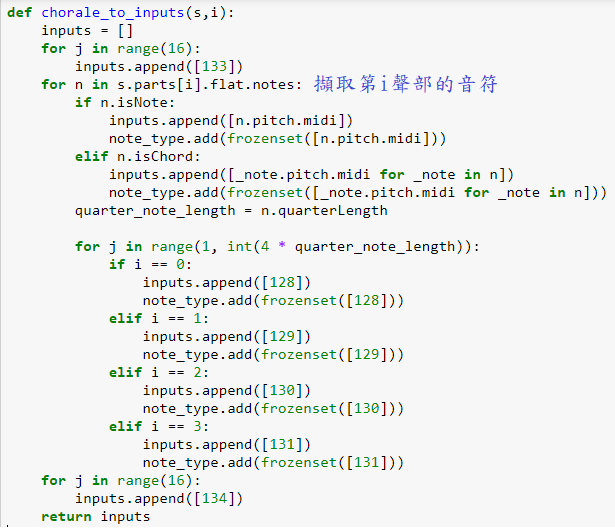 def chorale_to_inputs(s,i):
    inputs = []
    for j in range(16):
        inputs.append([133])
    for n in s.parts[i].flat.notes: 擷取第i聲部的音符
        if n.isNote:
            inputs.append([n.pitch.midi])
            note_type.add(frozenset([n.pitch.midi]))
        elif n.isChord:
            inputs.append([_note.pitch.midi for _note in n])
            note_type.add(frozenset([_note.pitch.midi for _note in n]))
        quarter_note_length = n.quarterLength

        for j in range(1, int(4 * quarter_note_length)):
            if i == 0:
                inputs.append([128])
                note_type.add(frozenset([128]))
            elif i == 1:
                inputs.append([129])
                note_type.add(frozenset([129]))
            elif i == 2:
                inputs.append([130])
                note_type.add(frozenset([130]))
            elif i == 3:
                inputs.append([131])
                note_type.add(frozenset([131]))
    for j in range(16):
        inputs.append([134])
    return inputs